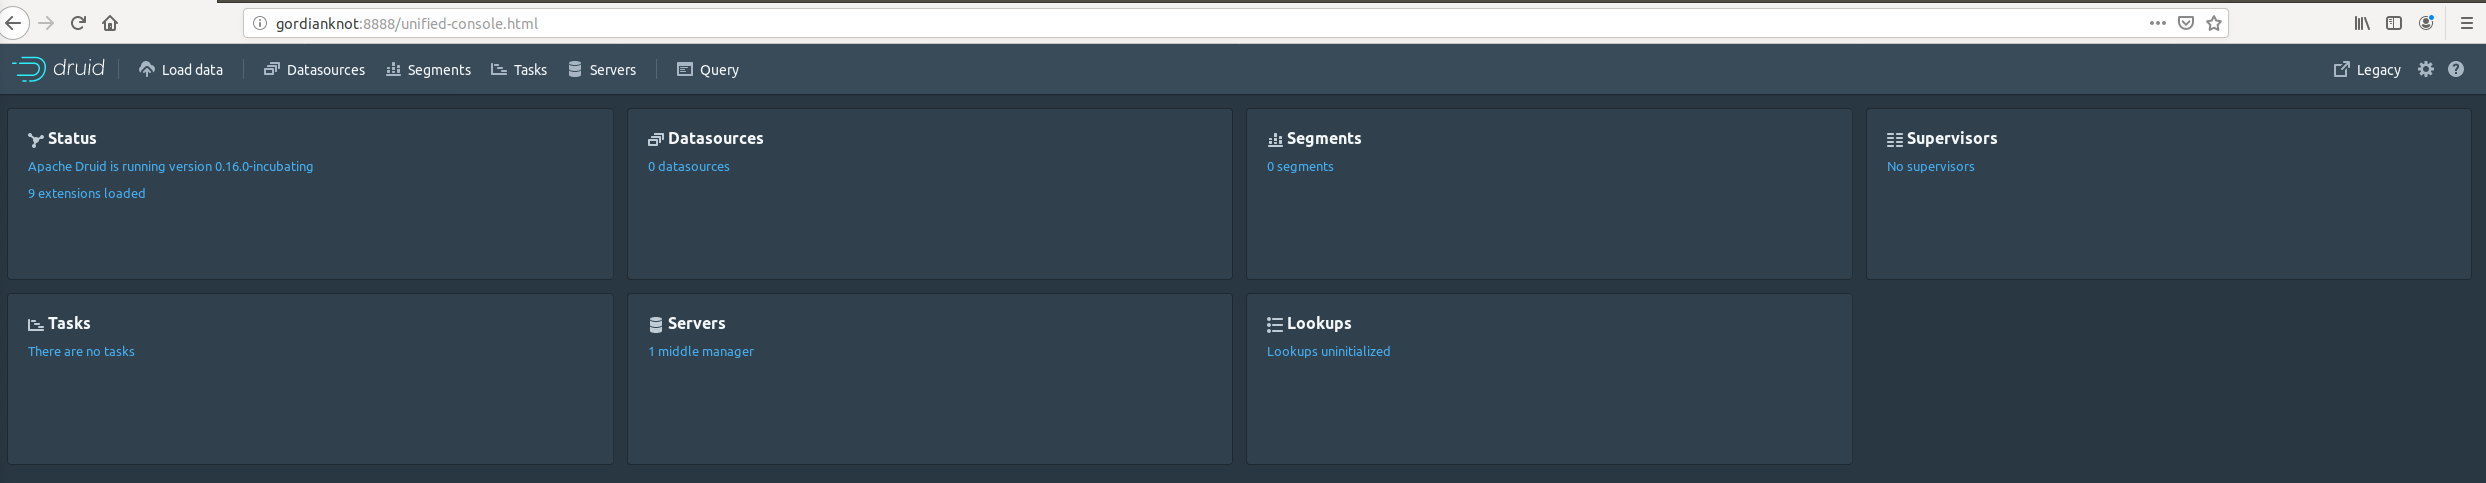 gordianknot:8888/unified-console.html
druid Load data Datasources Segments Tasks Servers Query Legacy
Status
Apache Druid is running version 0.16.0-incubating
9 extensions loaded
Datasources
0 datasources
Segments
0 segments
Supervisors
No supervisors
Tasks
There are no tasks
Servers
1 middle manager
Lookups
Lookups uninitialized